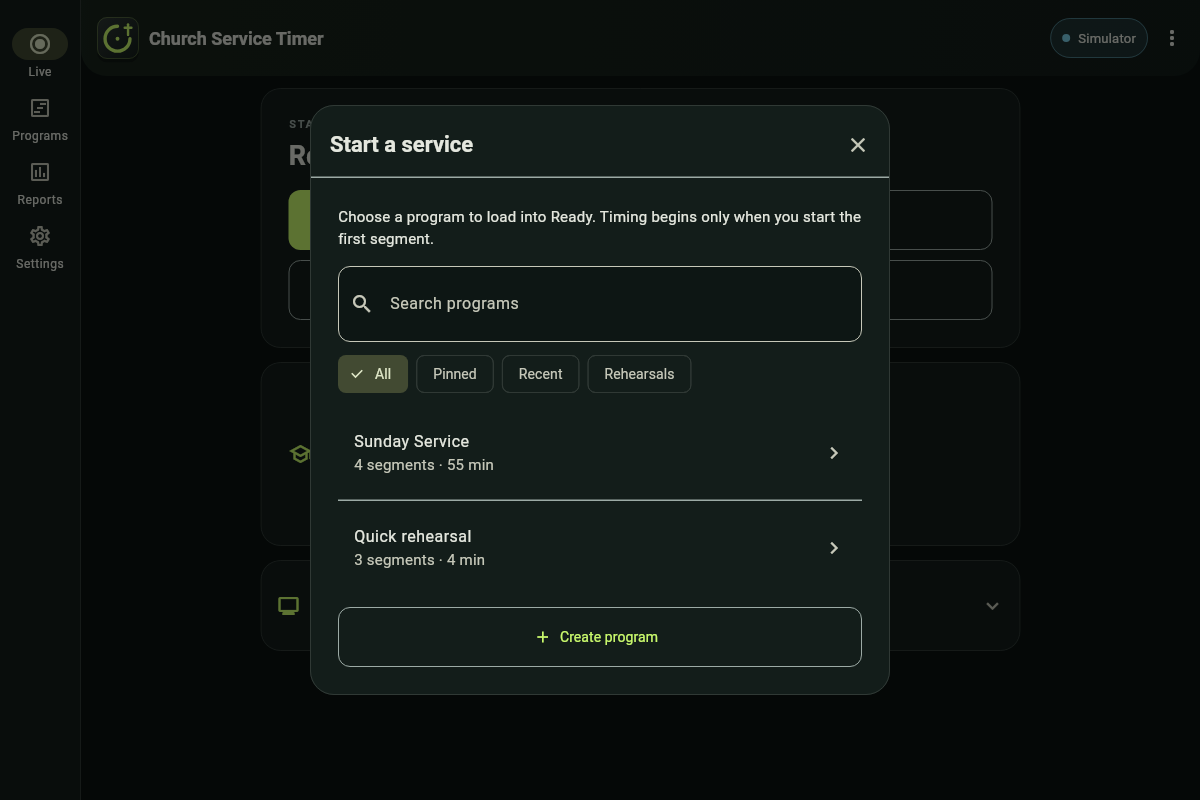 Church Service Timer
Simulator
Live
Programs
Reports
Settings
Start a service
Choose a program to load into Ready. Timing begins only when you start the
first segment.
Search programs
All
Pinned
Recent
Rehearsals
Sunday Service
4 segments · 55 min
Quick rehearsal
3 segments · 4 min
Create program